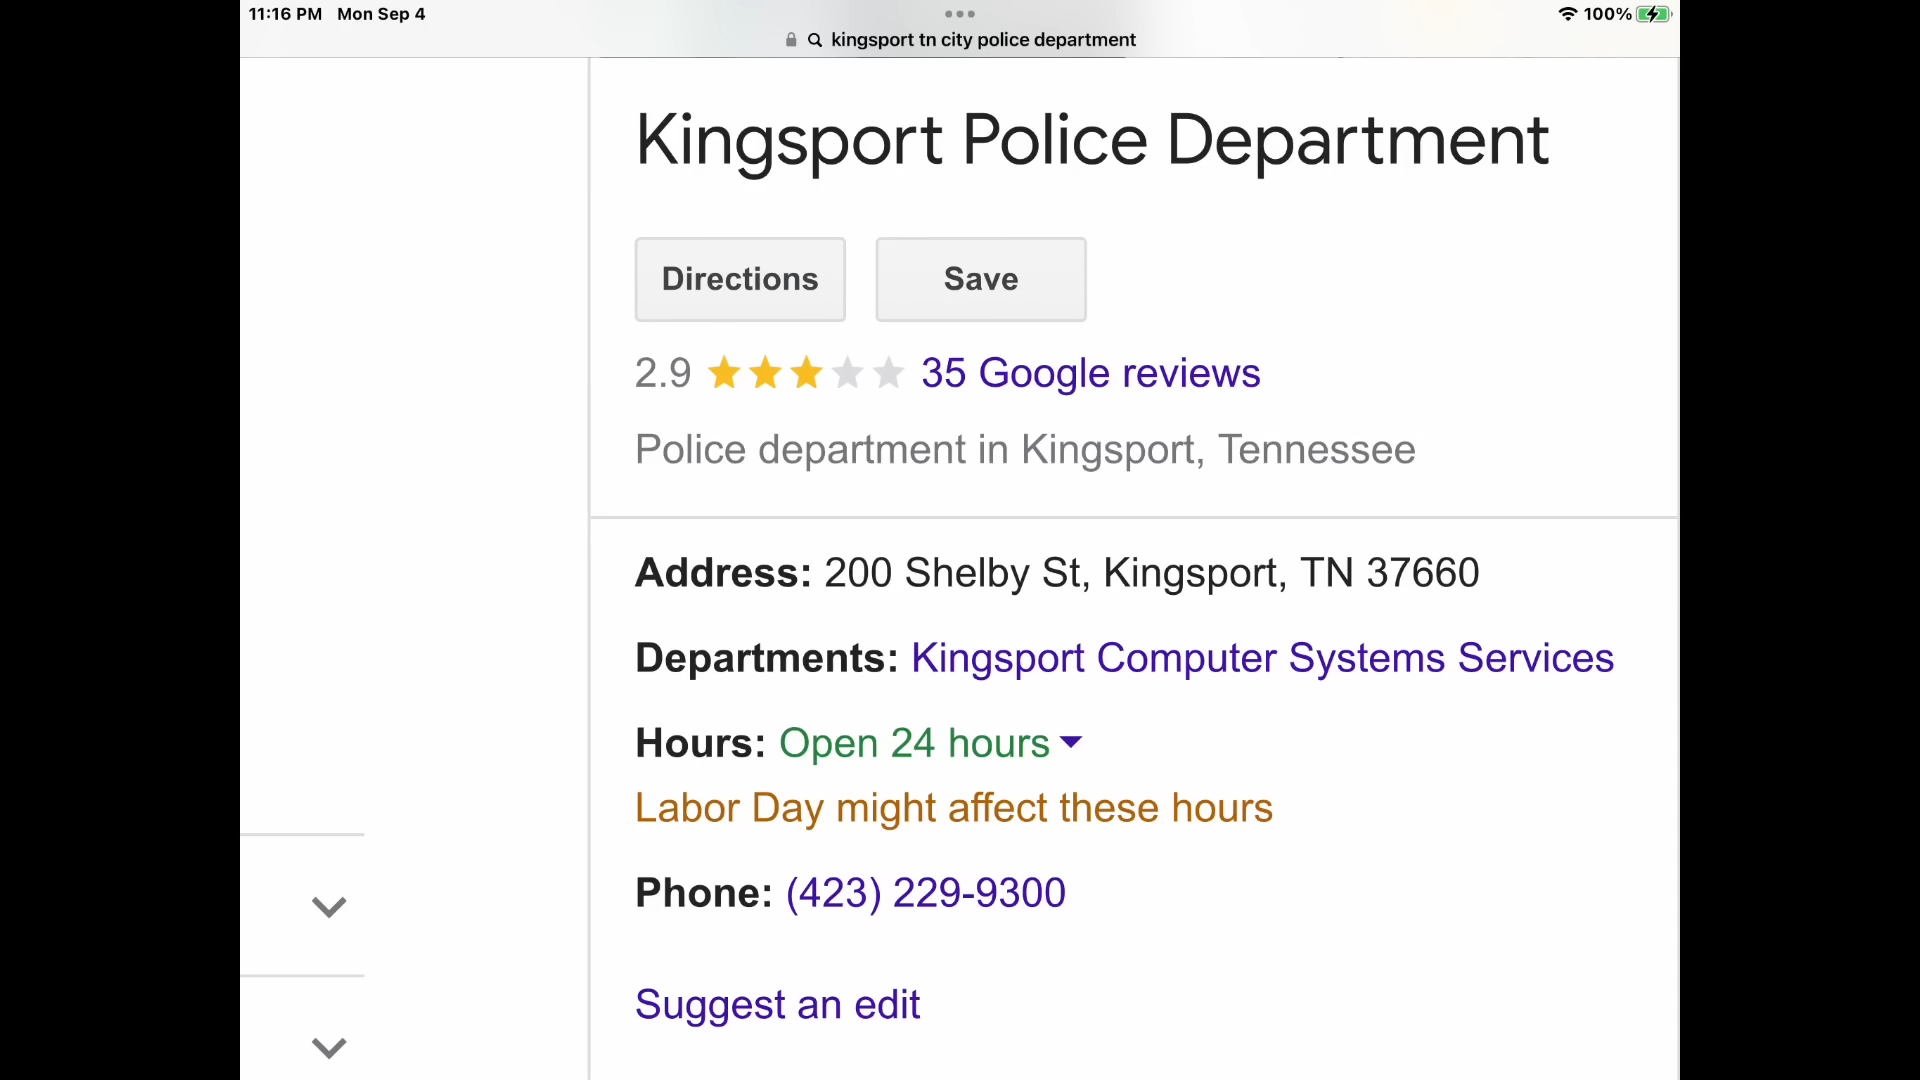 11:16 PM Mon Sep 4
100%
kingsport tn city police department
Kingsport Police Department
Directions Save
2.9 35 Google reviews
Police department in Kingsport, Tennessee
Address: 200 Shelby St, Kingsport, TN 37660
Departments: Kingsport Computer Systems Services
Hours: Open 24 hours
Labor Day might affect these hours
Phone: (423) 229-9300
Suggest an edit